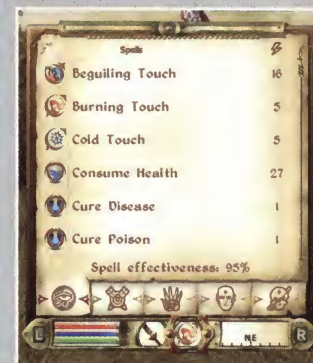 Spells
Beguiling Touch 16
Burning Touch 5
Cold Touch 5
Consume Health 27
Cure Disease 1
Cure Poison 1
Spell effectiveness: 95%
L NE R